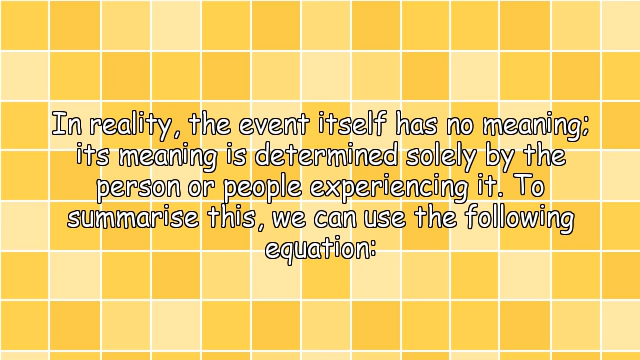 In reality, the event itself has no meaning;
its meaning is determined solely by the
person or people experiencing it. To
summarise this, we can use the following
equation: